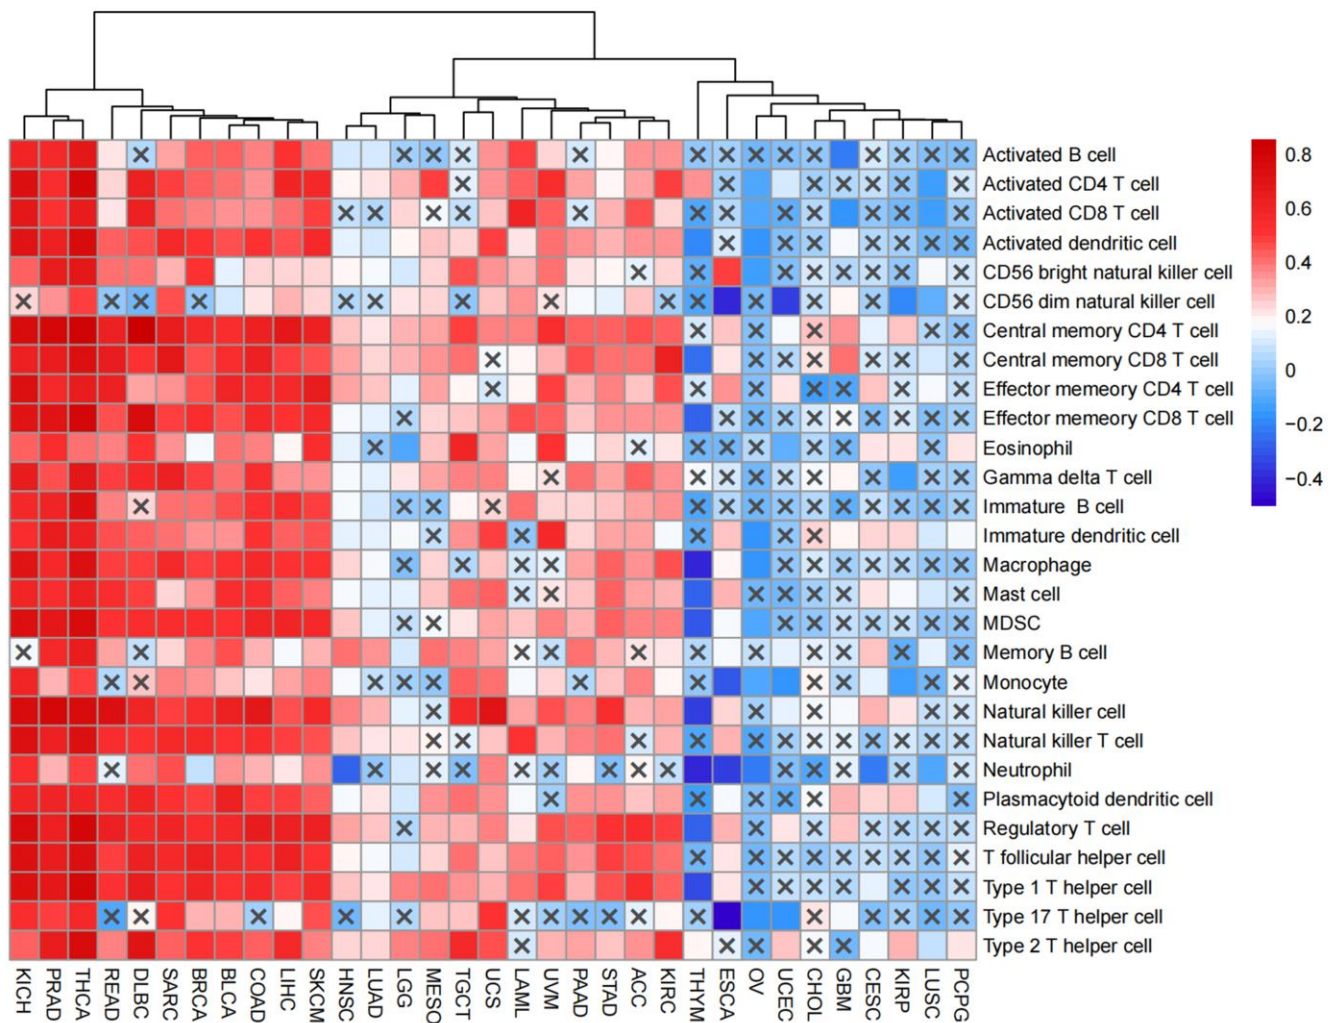 Activated B cell
Activated CD4 T cell
Activated CD8 T cell
Activated dendritic cell
CD56 bright natural killer cell
CD56 dim natural killer cell
Central memory CD4 T cell
Central memory CD8 T cell
Effector memeory CD4 T cell
Effector memeory CD8 T cell
Eosinophil
Gamma delta T cell
Immature B cell
Immature dendritic cell
Macrophage
Mast cell
MDSC
Memory B cell
Monocyte
Natural killer cell
Natural killer T cell
Neutrophil
Plasmacytoid dendritic cell
Regulatory T cell
T follicular helper cell
Type 1 T helper cell
Type 17 T helper cell
Type 2 T helper cell
0.8
0.6
0.4
0.2
0
−0.2
−0.4
KICH
PRAD
THCA
READ
DLBC
SARC
BRCA
BLCA
COAD
LIHC
SKCM
HNSC
LUAD
LGG
MESO
TGCT
UCS
LAML
UVM
PAAD
STAD
ACC
KIRC
THYM
ESCA
OV
UCEC
CHOL
GBM
CESC
KIRP
LUSC
PCPG